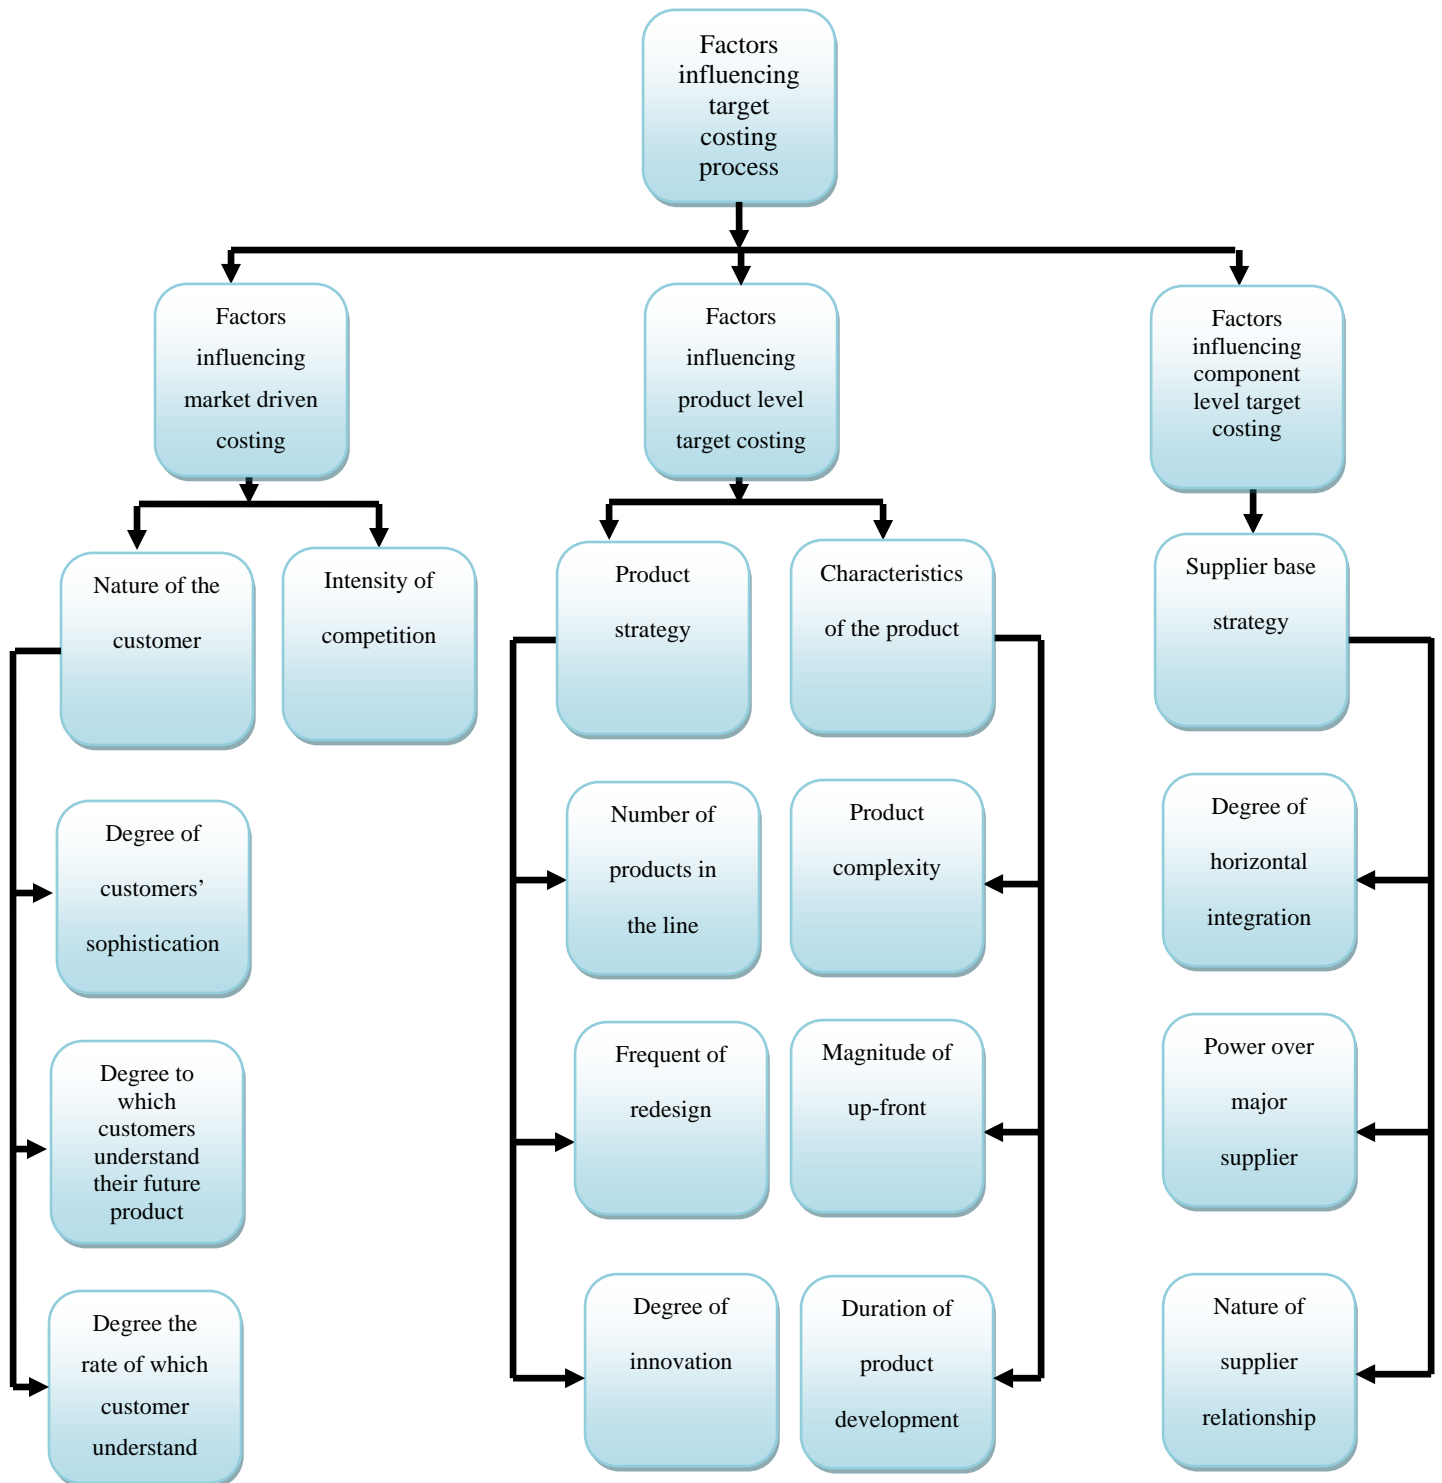 Factors
influencing
target
costing
process
Factors
influencing
market driven
costing
Factors
influencing
product level
target costing
Factors
influencing
component
level target
costing
Nature of the
customer
Intensity of
competition
Product
strategy
Characteristics
of the product
Supplier base
strategy
Degree of
customers’
sophistication
Number of
products in
the line
Product
complexity
Degree of
horizontal
integration
Degree to
which
customers
understand
their future
product
Frequent of
redesign
Magnitude of
up-front
Power over
major
supplier
Degree the
rate of which
customer
understand
Degree of
innovation
Duration of
product
development
Nature of
supplier
relationship